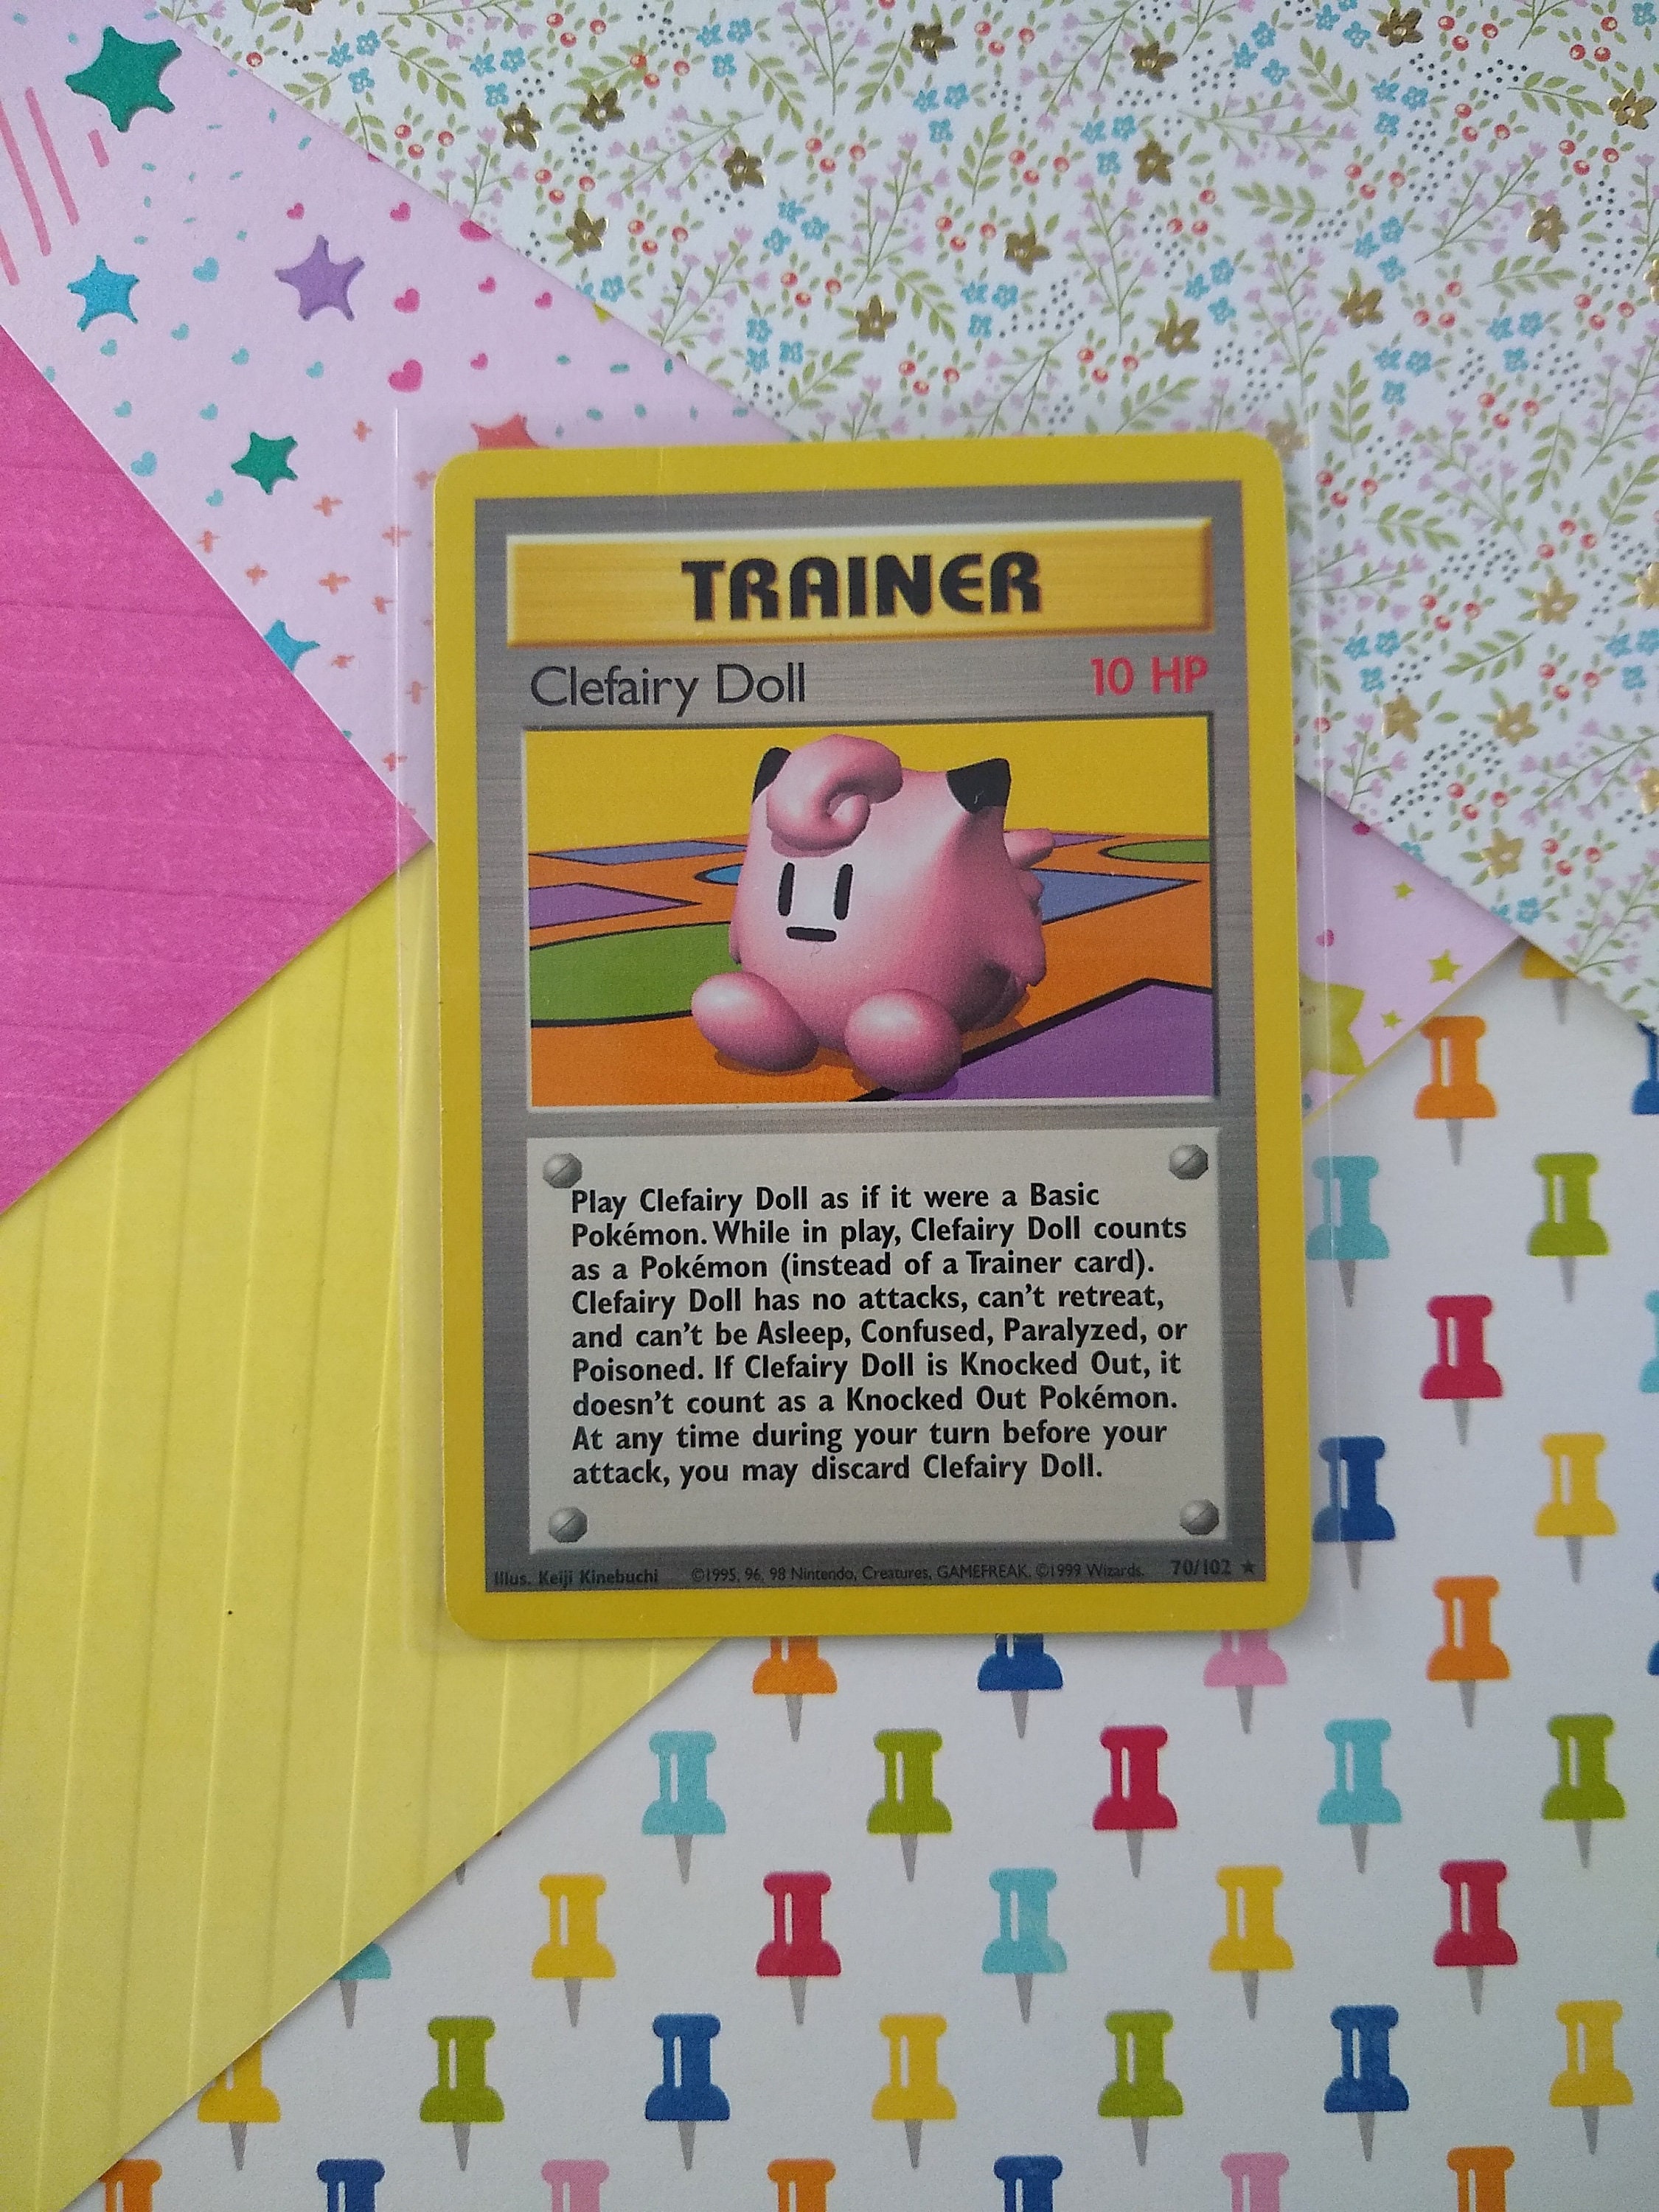 TRAINER
Clefairy Doll 10 HP
Play Clefairy Doll as if it were a Basic
Pokémon. While in play, Clefairy Doll counts
as a Pokémon (instead of a Trainer card).
Clefairy Doll has no attacks, can't retreat,
and can't be Asleep, Confused, Paralyzed, or
Poisoned. If Clefairy Doll is Knocked Out, it
doesn't count as a Knocked Out Pokémon.
At any time during your turn before your
attack, you may discard Clefairy Doll.
Illus. Keiji Kinebuchi ©1995, 96, 98 Nintendo, Creatures, GAMEFREAK. ©1999 Wizards. 70/102 ★